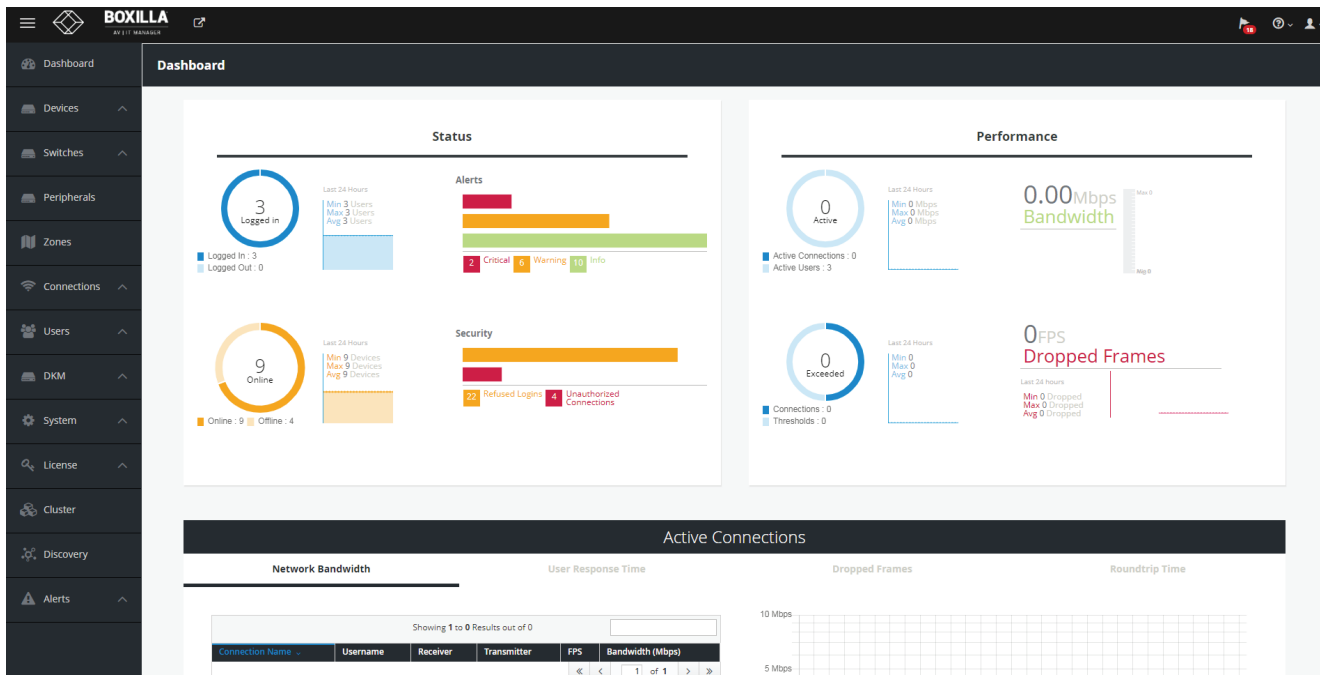 BOXILLA
AV | IT MANAGER
18
Dashboard
Devices
Switches
Peripherals
Zones
Connections
Users
DKM
System
License
Cluster
Discovery
Alerts
Dashboard
Status
3
Logged in
Logged In : 3
Logged Out : 0
Last 24 Hours
Min 3 Users
Max 3 Users
Avg 3 Users
Alerts
2 Critical 6 Warning 10 Info
9
Online
Online : 9 Offline : 4
Last 24 Hours
Min 9 Devices
Max 9 Devices
Avg 9 Devices
Security
22 Refused Logins 4 Unauthorized
Connections
Performance
0
Active
Active Connections : 0
Active Users : 3
Last 24 Hours
Min 0 Mbps
Max 0 Mbps
Avg 0 Mbps
0.00Mbps
Bandwidth
Max 0
Avg 0
0
Exceeded
Connections : 0
Thresholds : 0
Last 24 Hours
Min 0
Max 0
Avg 0
0FPS
Dropped Frames
Last 24 hours
Min 0 Dropped
Max 0 Dropped
Avg 0 Dropped
Active Connections
Network Bandwidth User Response Time Dropped Frames Roundtrip Time
Showing 1 to 0 Results out of 0
Connection Name Username Receiver Transmitter FPS Bandwidth (Mbps)
« < 1 of 1 > »
10 Mbps
5 Mbps